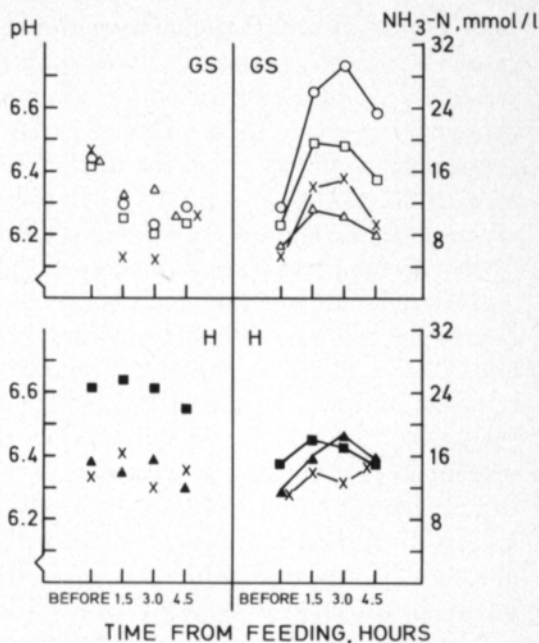 pH
NH3-N, mmol/l
GS
GS
32
6.6
24
6.4
16
6.2
8
H
H
32
6.6
24
6.4
16
6.2
8
BEFORE 1.5 3.0 4.5 BEFORE 1.5 3.0 4.5
TIME FROM FEEDING, HOURS